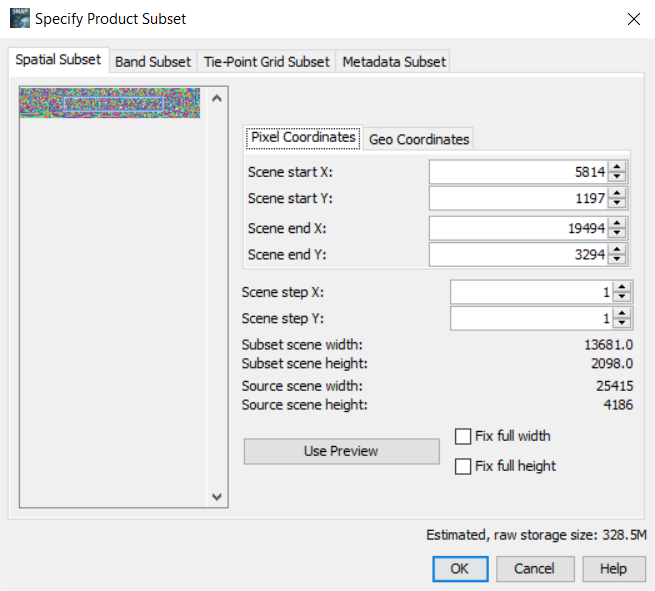 Specify Product Subset
Spatial Subset Band Subset Tie-Point Grid Subset Metadata Subset
Pixel Coordinates Geo Coordinates
Scene start X: 5814
Scene start Y: 1197
Scene end X: 19494
Scene end Y: 3294
Scene step X: 1
Scene step Y: 1
Subset scene width: 13681.0
Subset scene height: 2098.0
Source scene width: 25415
Source scene height: 4186
Use Preview
Fix full width
Fix full height
Estimated, raw storage size: 328.5M
OK Cancel Help